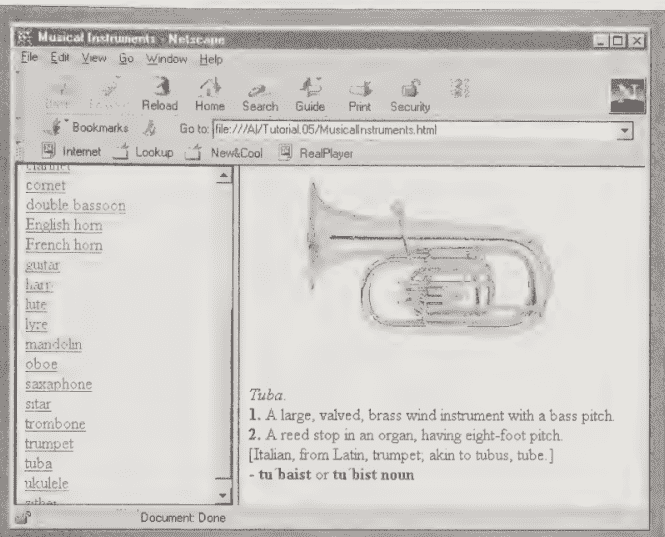 Musical Instruments - Netscape
File Edit View Go Window Help
Reload Home Search Guide Print Security
Bookmarks Go to: file:///A|/Tutorial.05/MusicalInstruments.html
Internet Lookup New&Cool RealPlayer
clarinet
cornet
double bassoon
English horn
French horn
guitar
harp
lute
lyre
mandolin
oboe
saxaphone
sitar
trombone
trumpet
tuba
ukulele
zither
Tuba.
1. A large, valved, brass wind instrument with a bass pitch.
2. A reed stop in an organ, having eight-foot pitch.
[Italian, from Latin, trumpet; akin to tubus, tube.]
- tu´baist or tu´bist noun
Document: Done